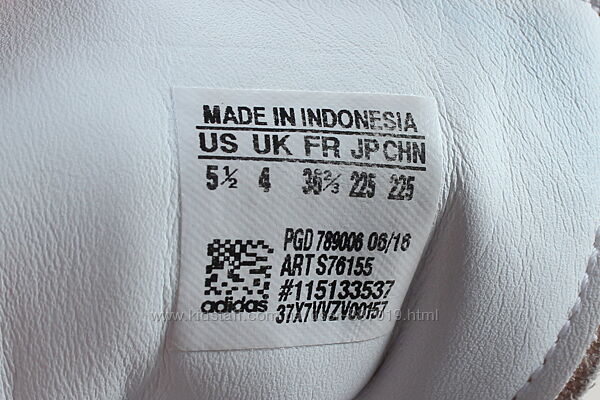 MADE IN INDONESIA
US UK FR JP CHN
5½ 4 36⅔ 225 225
PGD 789006 06/16
ART S76155
#115133537
37X7VVZV00157
adidas